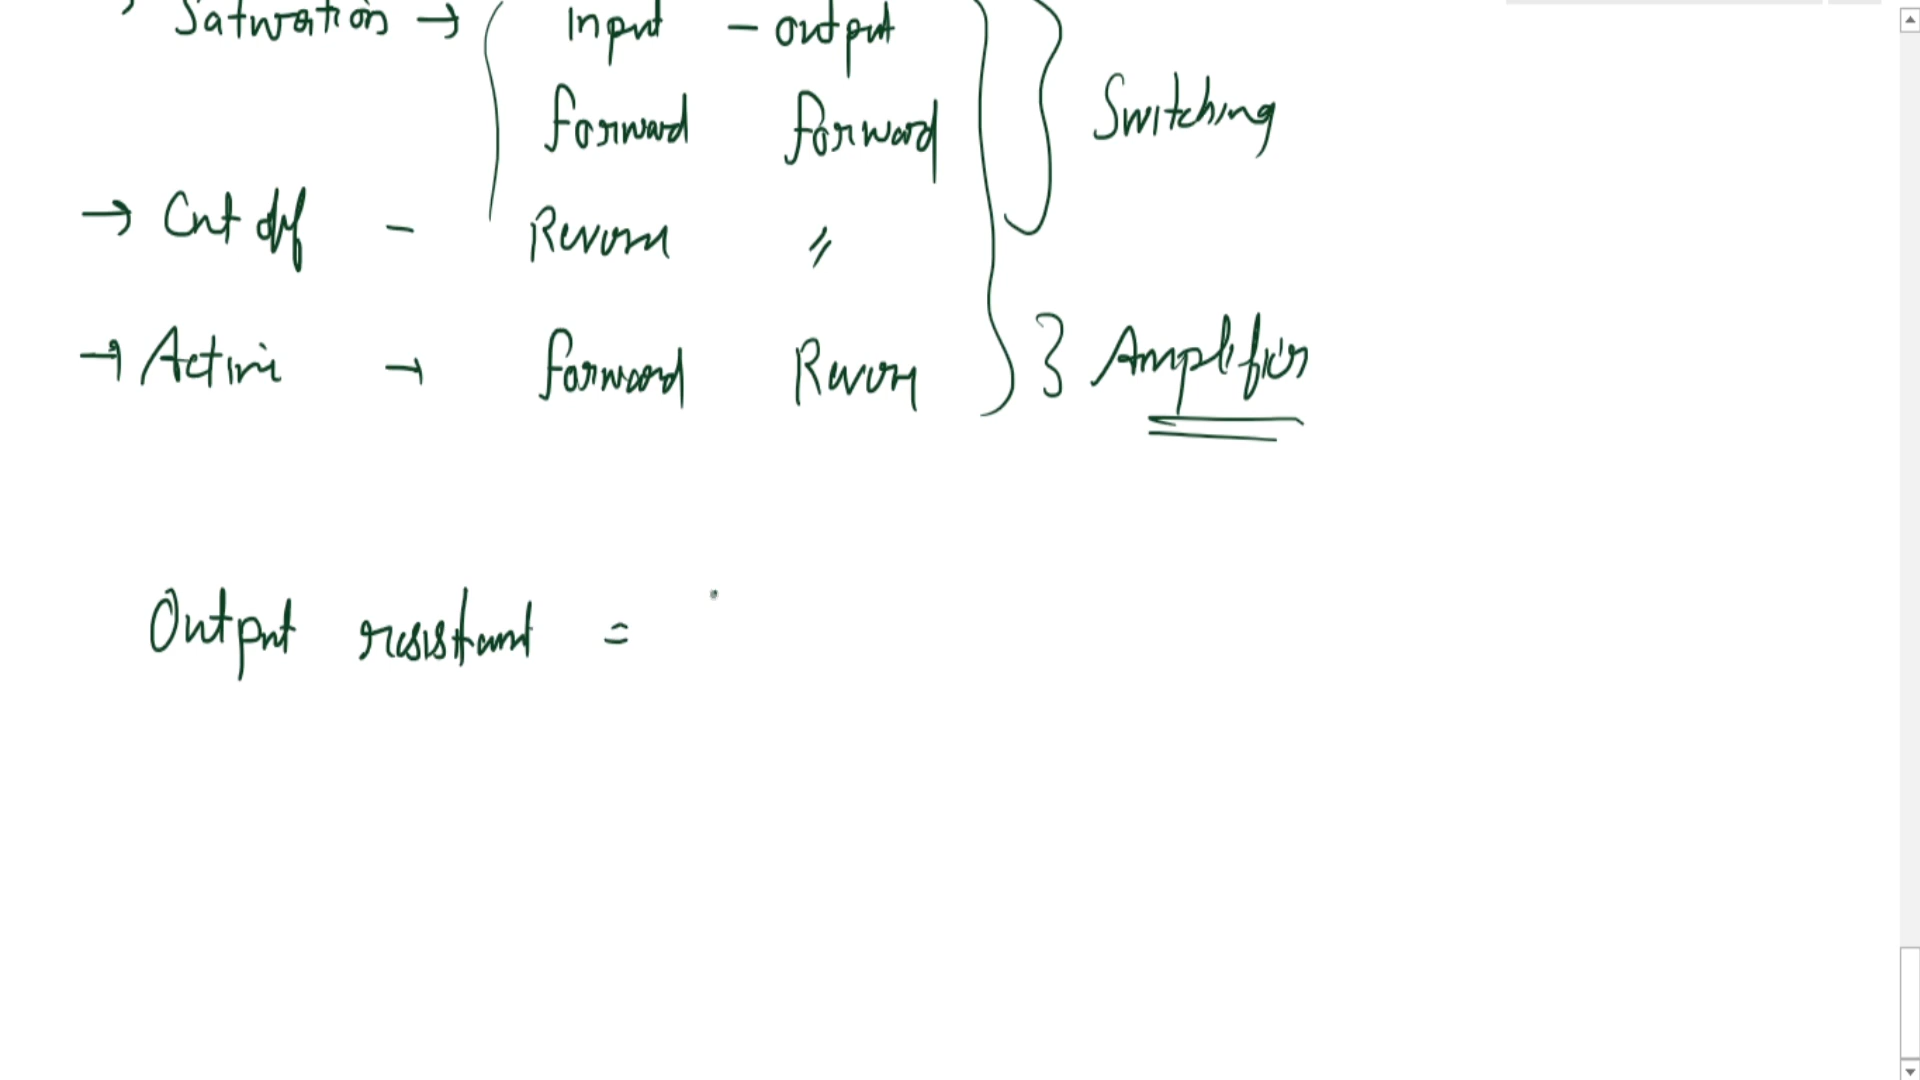 Saturation → Input - output
Forward Forward Switching
→ Cut off - Reverse "
→ Active → Forward Reverse } Amplifier
Output resistant =